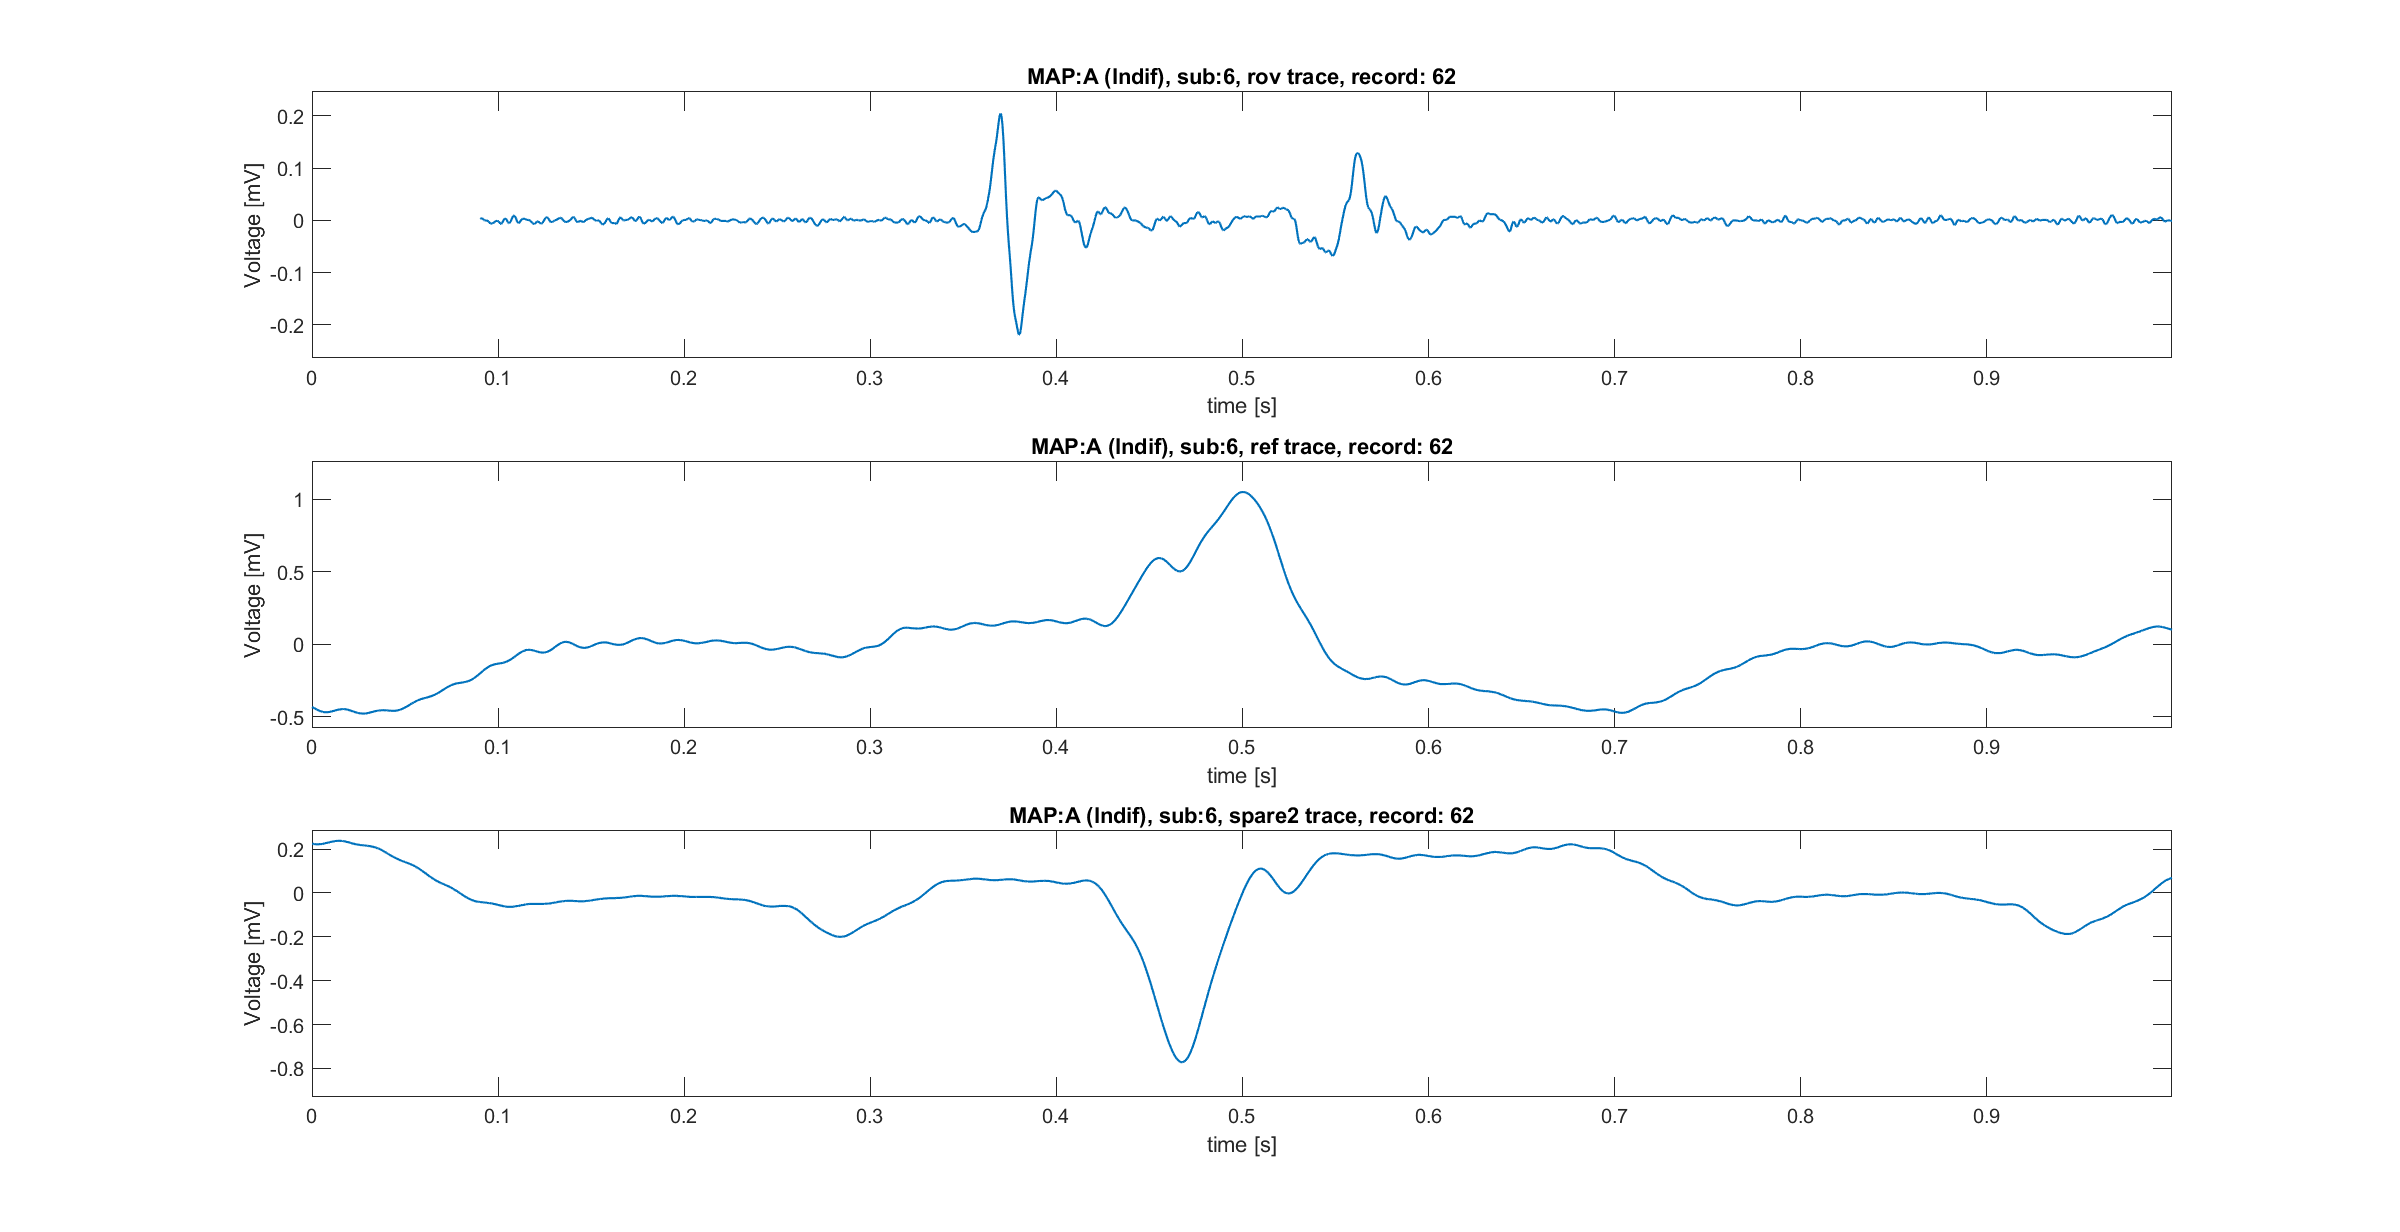 MAP:A (Indif), sub:6, rov trace, record: 62
Voltage [mV]
0.2
0.1
0
-0.1
-0.2
0 0.1 0.2 0.3 0.4 0.5 0.6 0.7 0.8 0.9
time [s]
MAP:A (Indif), sub:6, ref trace, record: 62
Voltage [mV]
1
0.5
0
-0.5
0 0.1 0.2 0.3 0.4 0.5 0.6 0.7 0.8 0.9
time [s]
MAP:A (Indif), sub:6, spare2 trace, record: 62
Voltage [mV]
0.2
0
-0.2
-0.4
-0.6
-0.8
0 0.1 0.2 0.3 0.4 0.5 0.6 0.7 0.8 0.9
time [s]